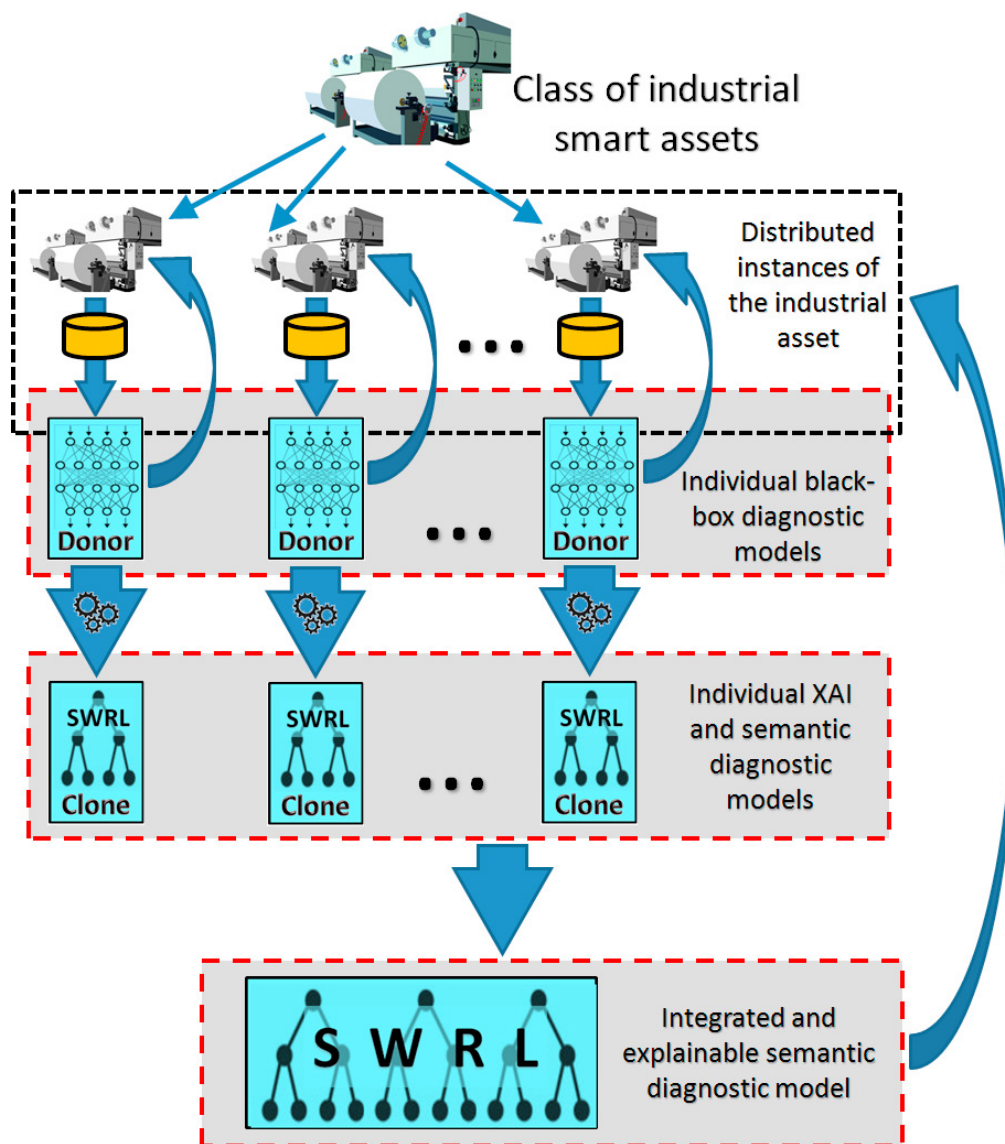 Class of industrial
smart assets
Distributed
instances of
the industrial
asset
Donor
Donor
Donor
Individual black-
box diagnostic
models
SWRL
Clone
SWRL
Clone
SWRL
Clone
Individual XAI
and semantic
diagnostic
models
S W R L
Integrated and
explainable semantic
diagnostic model